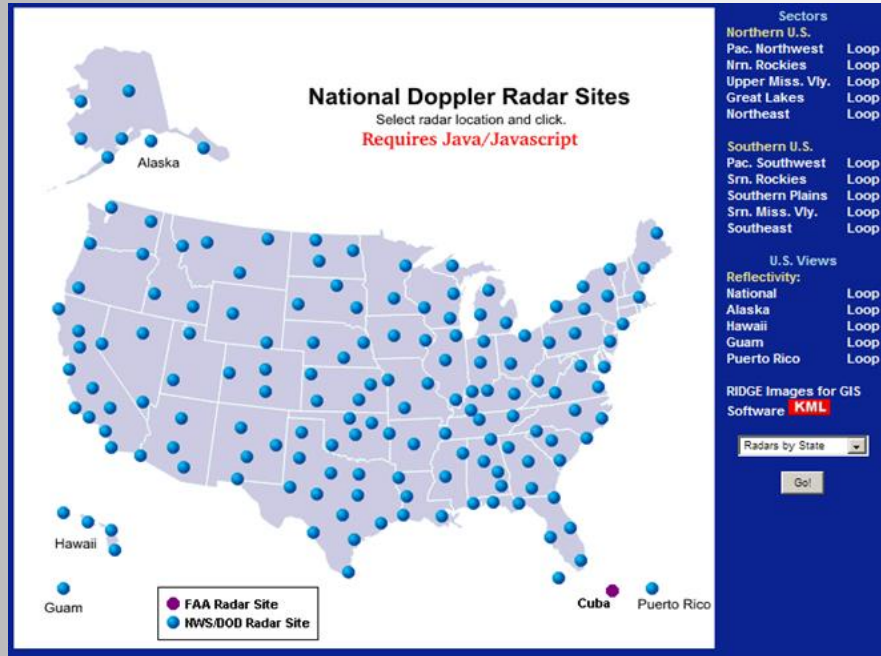 National Doppler Radar Sites
Select radar location and click.
Requires Java/Javascript
Alaska
Hawaii
Guam
Cuba
Puerto Rico
FAA Radar Site
NWS/DOD Radar Site
Sectors
Northern U.S.
Pac. Northwest Loop
Nrn. Rockies Loop
Upper Miss. Vly. Loop
Great Lakes Loop
Northeast Loop
Southern U.S.
Pac. Southwest Loop
Srn. Rockies Loop
Southern Plains Loop
Srn. Miss. Vly. Loop
Southeast Loop
U.S. Views
Reflectivity:
National Loop
Alaska Loop
Hawaii Loop
Guam Loop
Puerto Rico Loop
RIDGE Images for GIS
Software KML
Radars by State
Go!